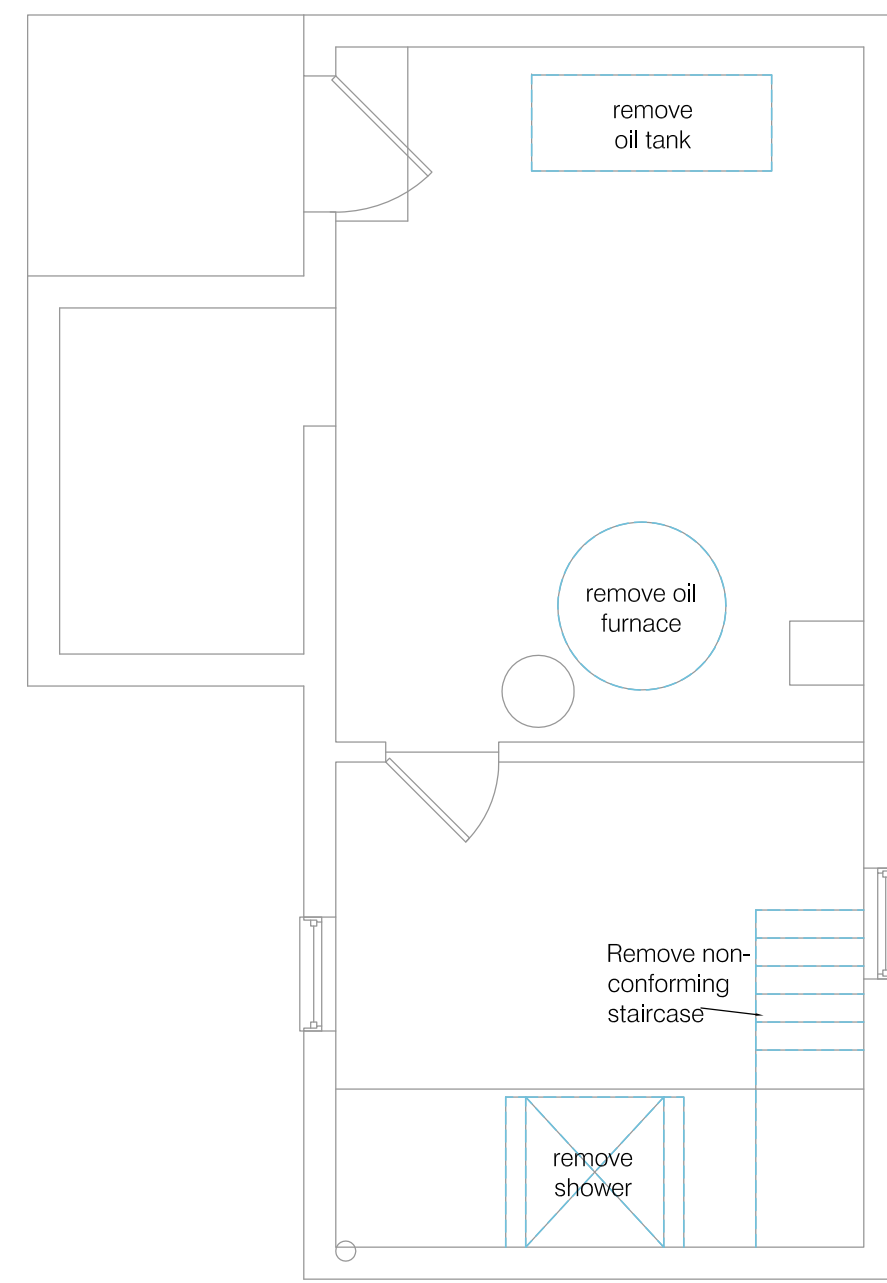 remove
oil tank
remove oil
furnace
Remove non-
conforming
staircase
remove
shower